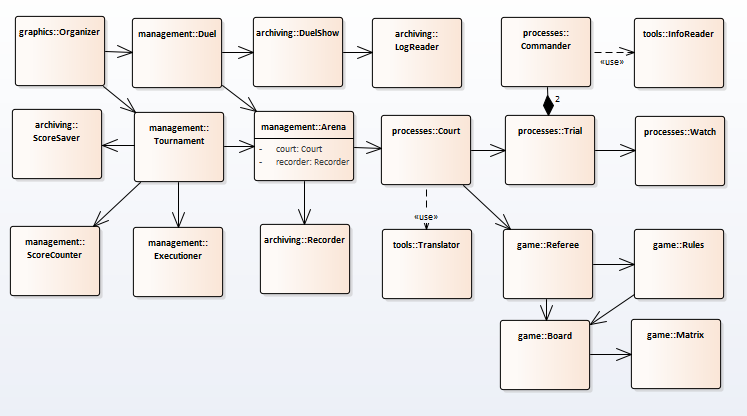 graphics::Organizer
management::Duel
archiving::DuelShow
archiving::
LogReader
processes::
Commander
«use»
tools::InfoReader
archiving::
ScoreSaver
management::
Tournament
management::Arena
- court: Court
- recorder: Recorder
processes::Court
2
processes::Trial
processes::Watch
«use»
management::
ScoreCounter
management::
Executioner
archiving::Recorder
tools::Translator
game::Referee
game::Rules
game::Board
game::Matrix